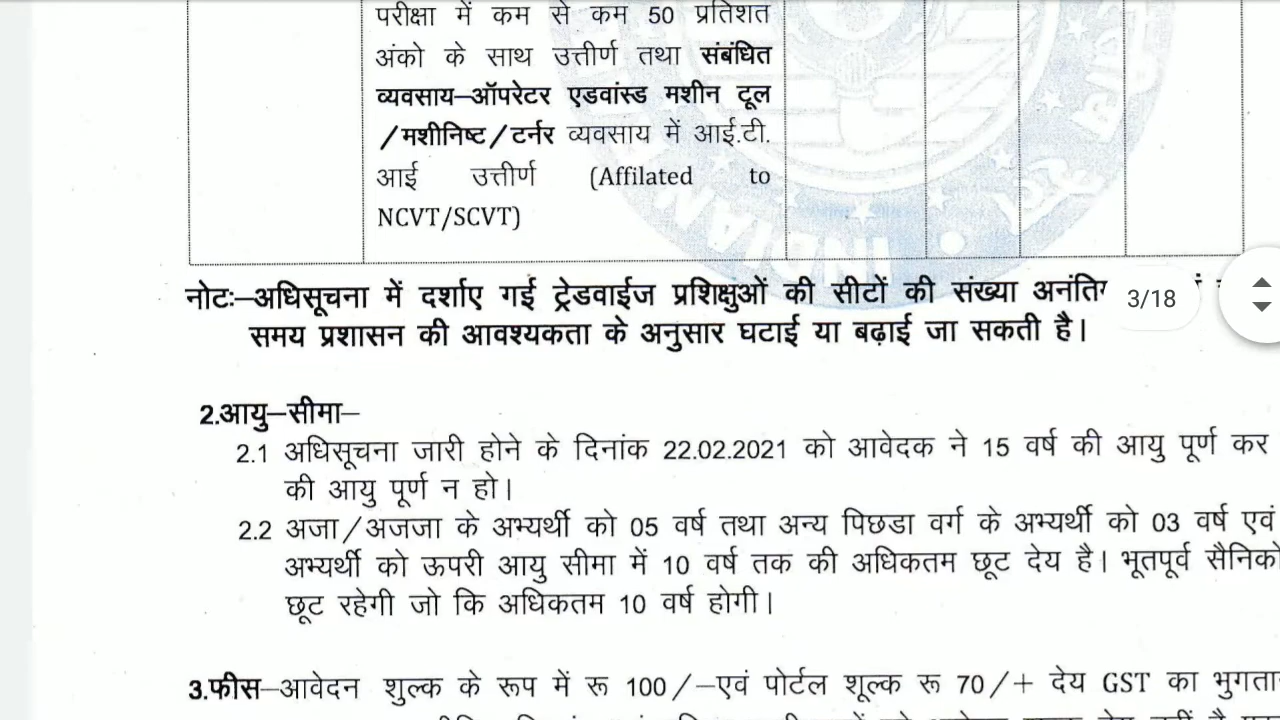 परीक्षा में कम से कम 50 प्रतिशत
अंको के साथ उत्तीर्ण तथा संबंधित
व्यवसाय–ऑपरेटर एडवांस्ड मशीन टूल
/मशीनिष्ट/टर्नर व्यवसाय में आई.टी.
आई उत्तीर्ण (Affilated to
NCVT/SCVT)
नोटः–अधिसूचना में दर्शाए गई ट्रेडवाईज प्रशिक्षुओं की सीटों की संख्या
3/18
समय प्रशासन की आवश्यकता के अनुसार घटाई या बढ़ाई जा सकती है।
2.आयु–सीमा–
2.1 अधिसूचना जारी होने के दिनांक 22.02.2021 को आवेदक ने 15 वर्ष की आयु पूर्ण कर
की आयु पूर्ण न हो।
2.2 अजा/अजजा के अभ्यर्थी को 05 वर्ष तथा अन्य पिछडा वर्ग के अभ्यर्थी को 03 वर्ष एवं
अभ्यर्थी को ऊपरी आयु सीमा में 10 वर्ष तक की अधिकतम छूट देय है। भूतपूर्व सैनिको
छूट रहेगी जो कि अधिकतम 10 वर्ष होगी।
3.फीस–आवेदन शुल्क के रूप में रू 100/–एवं पोर्टल शूल्क रू 70/+ देय GST का